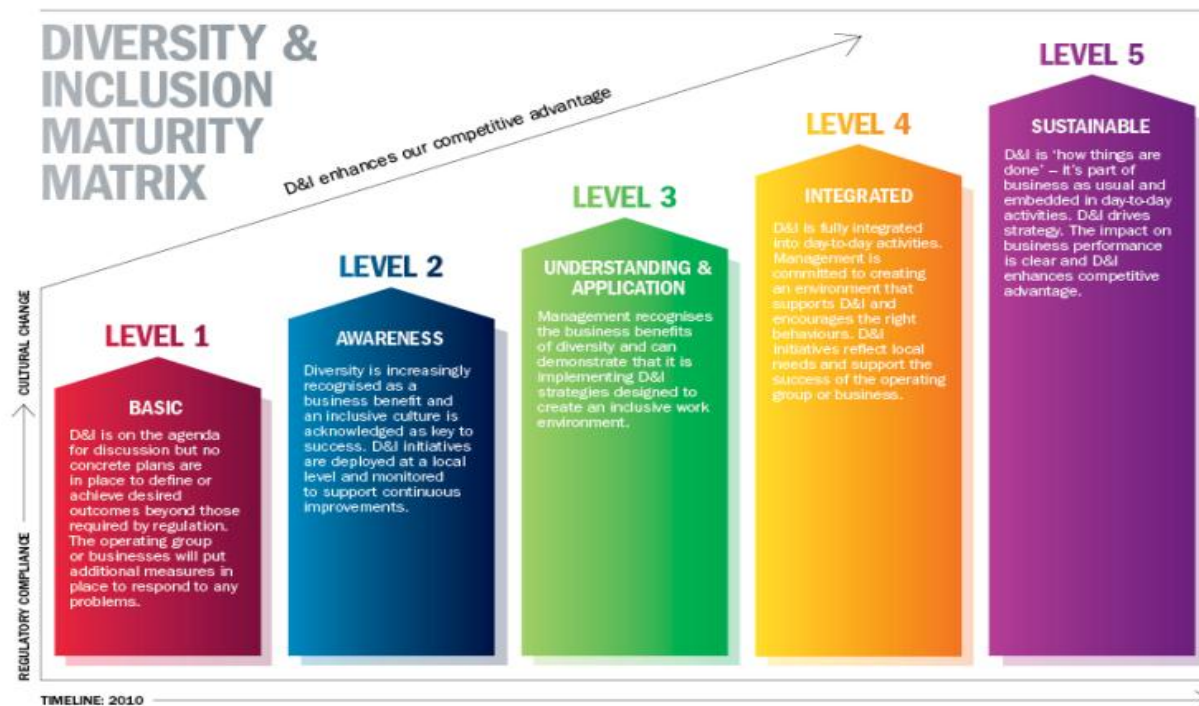 DIVERSITY &
INCLUSION
MATURITY
MATRIX
D&I enhances our competitive advantage
CULTURAL CHANGE
REGULATORY COMPLIANCE
LEVEL 1
BASIC
D&I is on the agenda
for discussion but no
concrete plans are
in place to define or
achieve desired
outcomes beyond those
required by regulation.
The operating group
or businesses will put
additional measures in
place to respond to any
problems.
LEVEL 2
AWARENESS
Diversity is increasingly
recognised as a
business benefit and
an inclusive culture is
acknowledged as key to
success. D&I initiatives
are deployed at a local
level and monitored
to support continuous
improvements.
LEVEL 3
UNDERSTANDING &
APPLICATION
Management recognises
the business benefits
of diversity and can
demonstrate that it is
implementing D&I
strategies designed to
create an inclusive work
environment.
LEVEL 4
INTEGRATED
D&I is fully integrated
into day-to-day activities.
Management is
committed to creating
an environment that
supports D&I and
encourages the right
behaviours. D&I
initiatives reflect local
needs and support the
success of the operating
group or business.
LEVEL 5
SUSTAINABLE
D&I is ‘how things are
done’ – it’s part of
business as usual and
embedded in day-to-day
activities. D&I drives
strategy. The impact on
business performance
is clear and D&I
enhances competitive
advantage.
TIMELINE: 2010